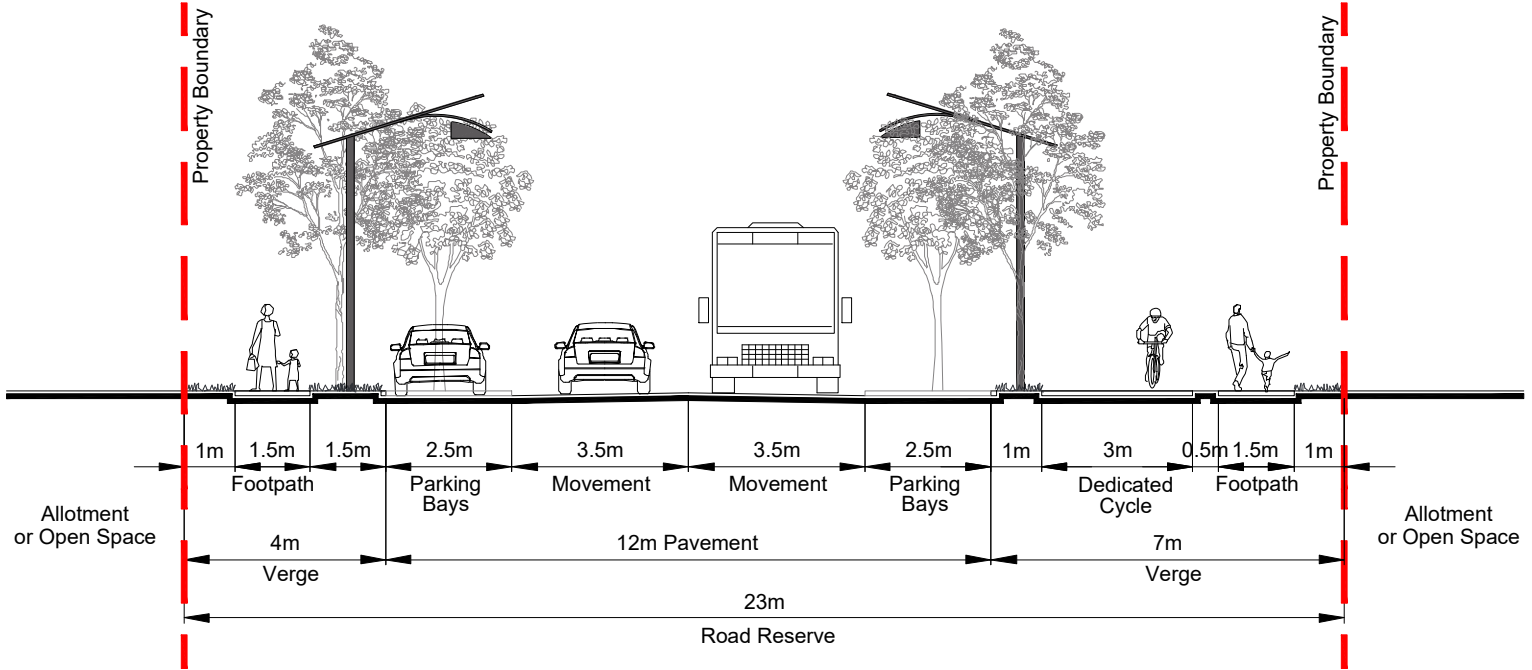 Property Boundary
Property Boundary
1m
1.5m
1.5m
2.5m
3.5m
3.5m
2.5m
1m
3m
0.5m
1.5m
1m
Footpath
Parking
Bays
Movement
Movement
Parking
Bays
Dedicated
Cycle
Footpath
Allotment
or Open Space
Allotment
or Open Space
4m
Verge
12m Pavement
7m
Verge
23m
Road Reserve